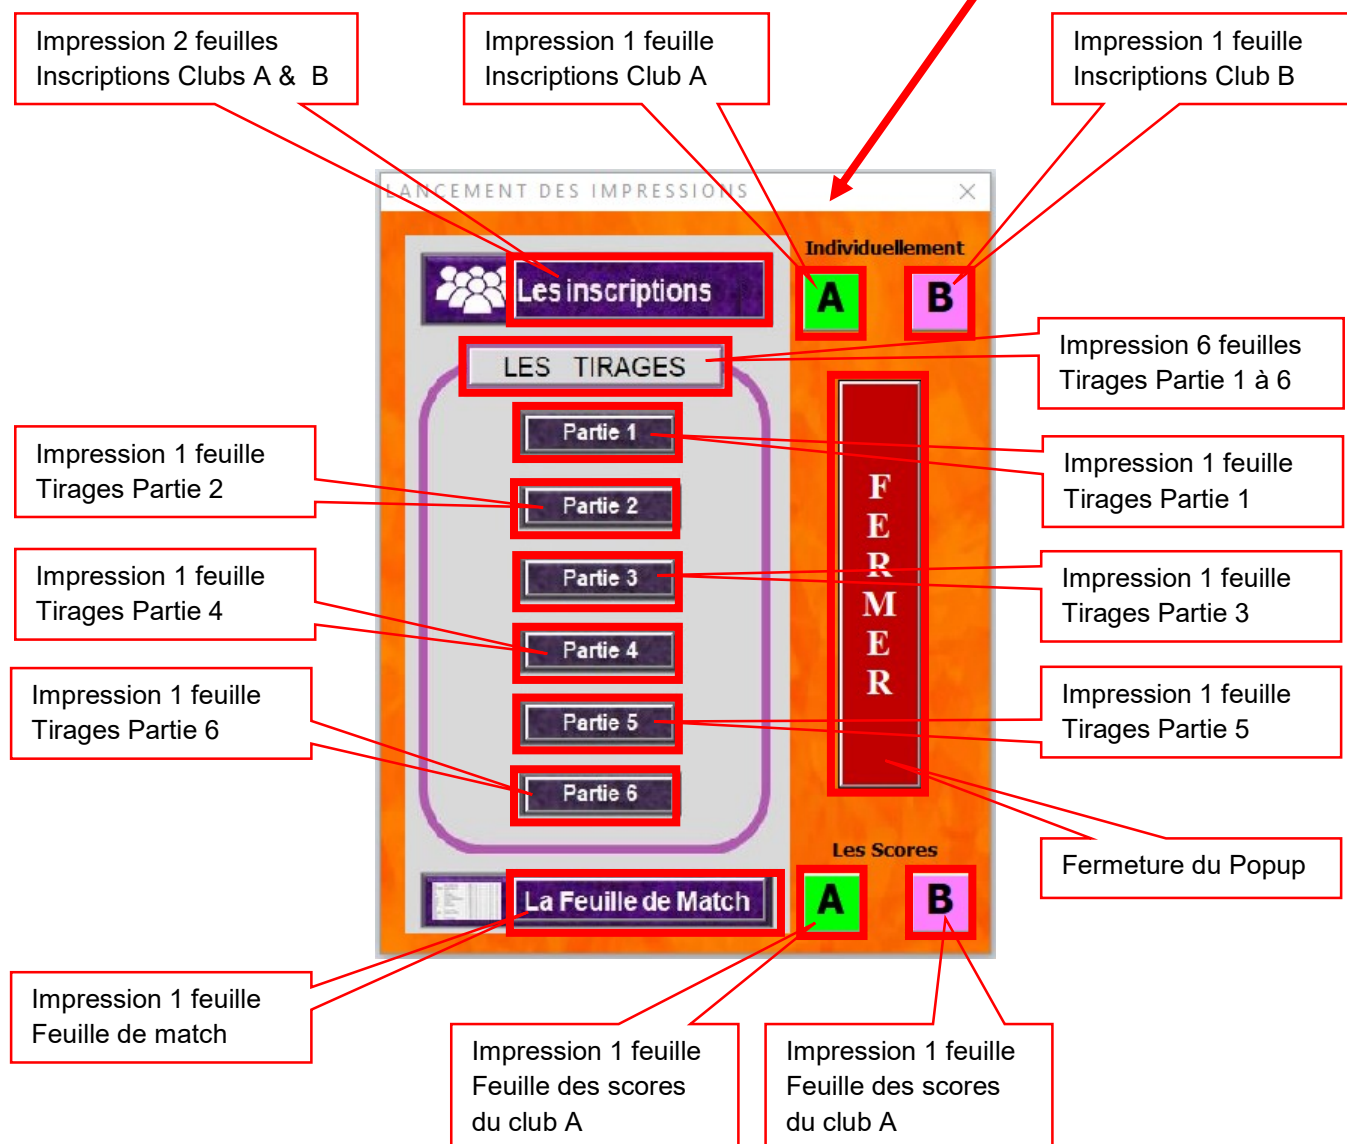 Impression 2 feuilles
Inscriptions Clubs A & B
Impression 1 feuille
Inscriptions Club A
Impression 1 feuille
Inscriptions Club B
LANCEMENT DES IMPRESSIONS
Individuellement
Les inscriptions
A
B
LES TIRAGES
Impression 6 feuilles
Tirages Partie 1 à 6
Partie 1
Impression 1 feuille
Tirages Partie 1
Impression 1 feuille
Tirages Partie 2
Partie 2
Partie 3
Impression 1 feuille
Tirages Partie 3
Impression 1 feuille
Tirages Partie 4
Partie 4
Partie 5
Impression 1 feuille
Tirages Partie 5
Impression 1 feuille
Tirages Partie 6
Partie 6
F
E
R
M
E
R
Fermeture du Popup
Les Scores
La Feuille de Match
A
B
Impression 1 feuille
Feuille de match
Impression 1 feuille
Feuille des scores
du club A
Impression 1 feuille
Feuille des scores
du club A